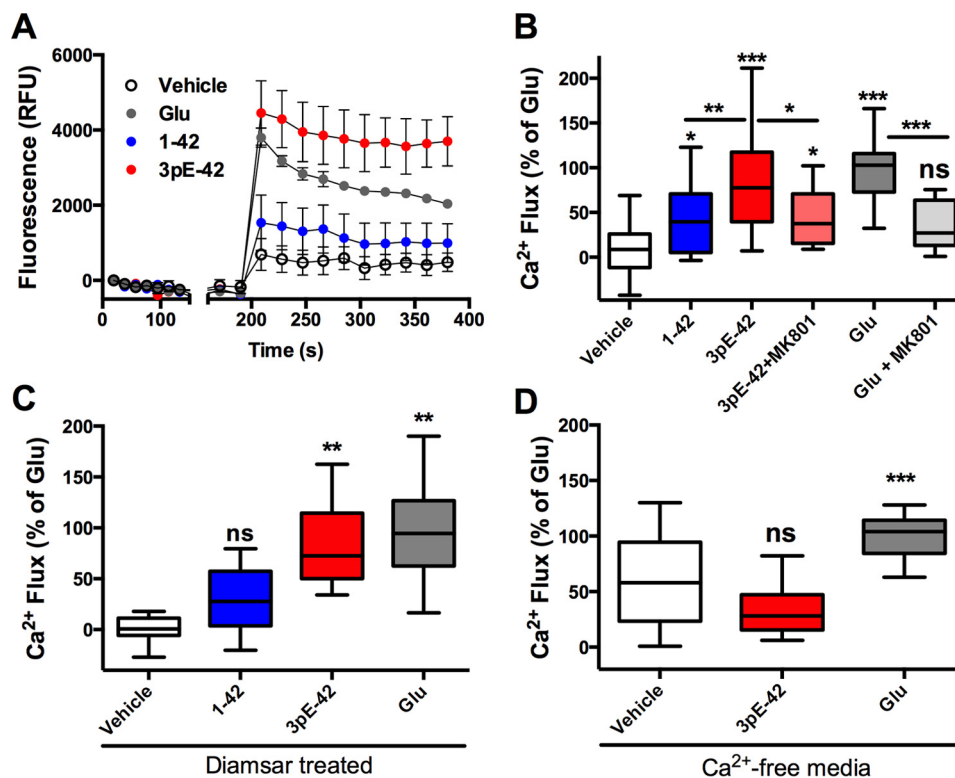 A
Fluorescence (RFU)
6000
4000
2000
0
Vehicle
Glu
1-42
3pE-42
0
100
200
300
400
Time (s)
B
Ca2+ Flux (% of Glu)
200
150
100
50
0
*
**
***
*
*
***
***
ns
Vehicle
1-42
3pE-42
3pE-42+MK801
Glu
Glu + MK801
C
Ca2+ Flux (% of Glu)
200
150
100
50
0
ns
**
**
Vehicle
1-42
3pE-42
Glu
Diamsar treated
D
Ca2+ Flux (% of Glu)
200
150
100
50
0
ns
***
Vehicle
3pE-42
Glu
Ca2+-free media